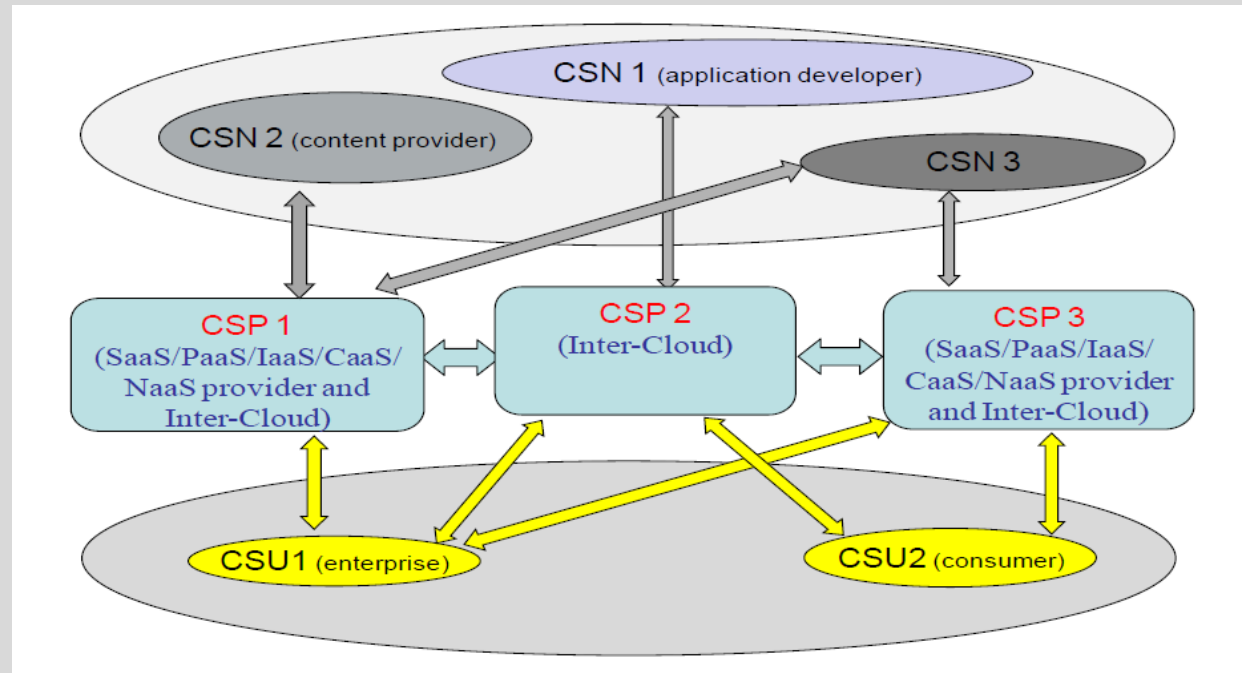 CSN 1 (application developer)
CSN 2 (content provider)
CSN 3
CSP 1
(SaaS/PaaS/IaaS/CaaS/
NaaS provider and
Inter-Cloud)
CSP 2
(Inter-Cloud)
CSP 3
(SaaS/PaaS/IaaS/
CaaS/NaaS provider
and Inter-Cloud)
CSU1 (enterprise)
CSU2 (consumer)